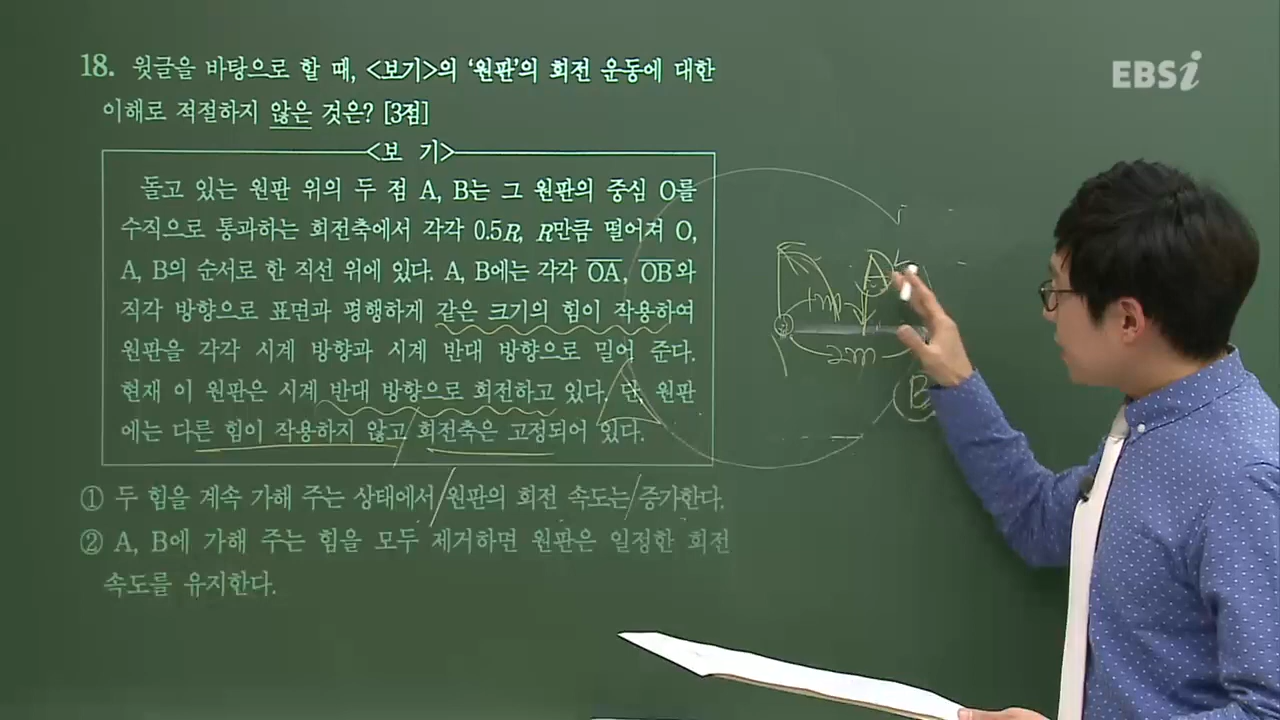 18. 윗글을 바탕으로 할 때, <보기>의 '원판'의 회전 운동에 대한
이해로 적절하지 않은 것은? [3점]
<보 기>
돌고 있는 원판 위의 두 점 A, B는 그 원판의 중심 O를
수직으로 통과하는 회전축에서 각각 0.5R, R만큼 떨어져 O,
A, B의 순서로 한 직선 위에 있다. A, B에는 각각 OA, OB와
직각 방향으로 표면과 평행하게 같은 크기의 힘이 작용하여
원판을 각각 시계 방향과 시계 반대 방향으로 밀어 준다.
현재 이 원판은 시계 반대 방향으로 회전하고 있다. 단, 원판
에는 다른 힘이 작용하지 않고 회전축은 고정되어 있다.
① 두 힘을 계속 가해 주는 상태에서 원판의 회전 속도는 증가한다.
② A, B에 가해 주는 힘을 모두 제거하면 원판은 일정한 회전
속도를 유지한다.
EBSi
A
1m
2m
B